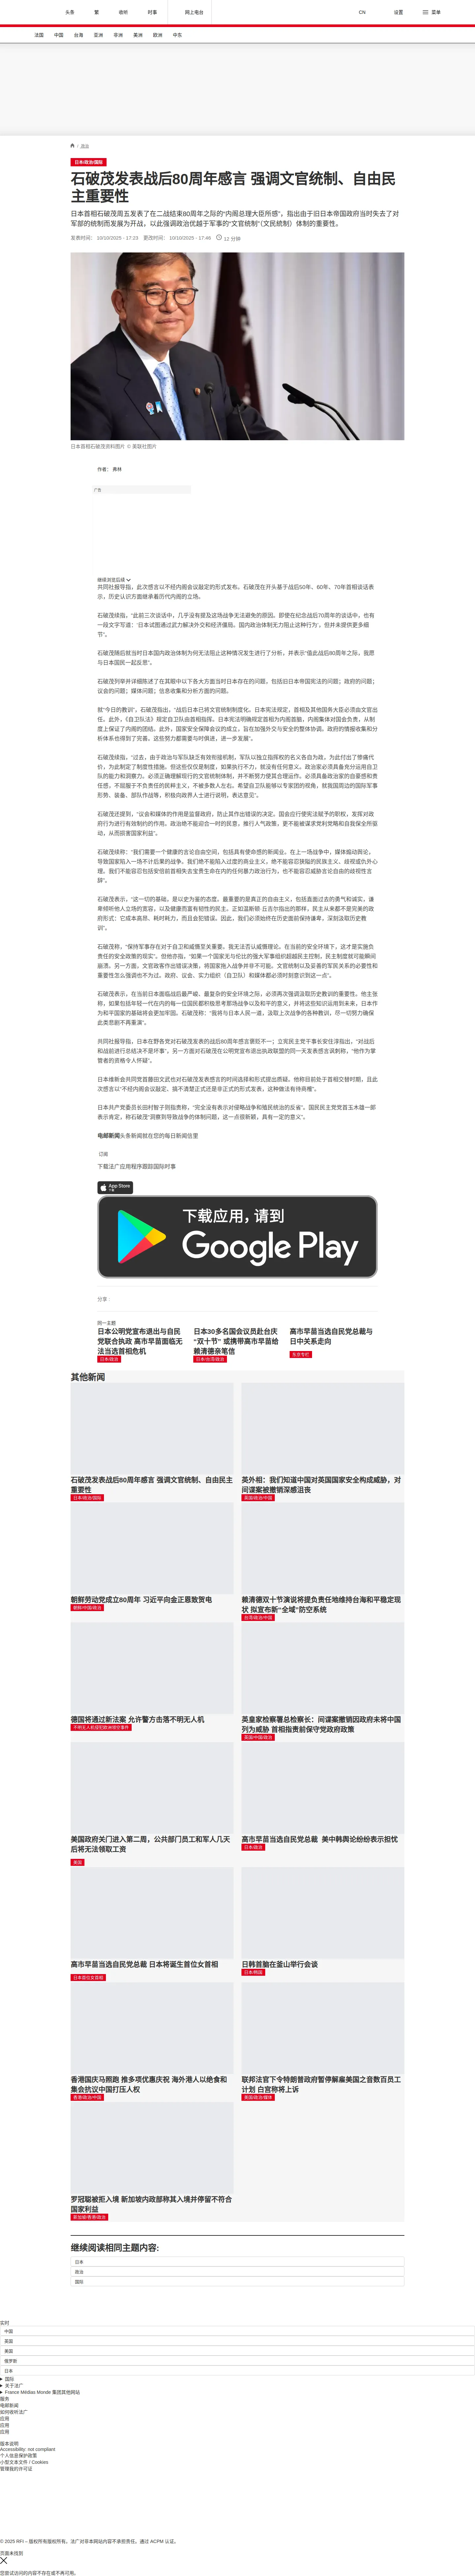 头条
繁
收听
时事
网上电台
CN
设置
菜单
法国
中国
台海
亚洲
非洲
美洲
欧洲
中东
/ 政治
日本/政治/国际
石破茂发表战后80周年感言 强调文官统制、自由民主重要性
日本首相石破茂周五发表了在二战结束80周年之际的“内阁总理大臣所感”，指出由于旧日本帝国政府当时失去了对军部的统制而发展为开战，以此强调政治优越于军事的“文官统制”（文民统制）体制的重要性。
发表时间： 10/10/2025 - 17:23 更改时间： 10/10/2025 - 17:46 12 分钟
日本首相石破茂资料图片 © 美联社图片
作者： 弗林
广告
继续浏览后续
共同社报导指，此次感言以不经内阁会议敲定的形式发布。石破茂在开头基于战后50年、60年、70年首相谈话表示，历史认识方面继承着历代内阁的立场。
石破茂续指，“此前三次谈话中，几乎没有提及这场战争无法避免的原因。即使在纪念战后70周年的谈话中，也有一段文字写道：‘日本试图通过武力解决外交和经济僵局。国内政治体制无力阻止这种行为’，但并未提供更多细节”。
石破茂随后就当时日本国内政治体制为何无法阻止这种情况发生进行了分析，并表示“值此战后80周年之际，我愿与日本国民一起反思”。
石破茂列举并详细陈述了在其眼中以下各大方面当时日本存在的问题，包括旧日本帝国宪法的问题；政府的问题；议会的问题；媒体问题；信息收集和分析方面的问题。
就“今日的教训”，石破茂指出，“战后日本已将文官统制制度化。日本宪法规定，首相及其他国务大臣必须由文官出任。此外，《自卫队法》规定自卫队由首相指挥。日本宪法明确规定首相为内阁首脑，内阁集体对国会负责，从制度上保证了内阁的团结。此外，国家安全保障会议的成立，旨在加强外交与安全的整体协调。政府的情报收集和分析体系也得到了完善。这些努力都需要与时俱进，进一步发展”。
石破茂续指，“过去，由于政治与军队缺乏有效衔接机制，军队以独立指挥权的名义各自为政，为此付出了惨痛代价，为此制定了制度性措施。但这些仅仅是制度，如果执行不力，就没有任何意义。政治家必须具备充分运用自卫队的能力和洞察力。必须正确理解现行的文官统制体制，并不断努力使其合理运作。必须具备政治家的自豪感和责任感，不屈服于不负责任的民粹主义，不被多数人左右。希望自卫队能够以专家团的视角，就我国周边的国际军事形势、装备、部队作战等，积极向政界人士进行说明，表达意见”。
石破茂还提到，“议会和媒体的作用是监督政府，防止其作出错误的决定。国会应行使宪法赋予的职权，发挥对政府行为进行有效制约的作用。政治绝不能迎合一时的民意，推行人气政策，更不能被谋求党利党略和自我保全所驱动，从而损害国家利益”。
石破茂续称：“我们需要一个健康的言论自由空间，包括具有使命感的新闻业。在上一场战争中，媒体煽动舆论，导致国家陷入一场不计后果的战争。我们绝不能陷入过度的商业主义，绝不能容忍狭隘的民族主义、歧视或仇外心理。我们不能容忍包括安倍前首相失去宝贵生命在内的任何暴力政治行为，也不能容忍威胁言论自由的歧视性言辞”。
石破茂表示，“这一切的基础，是以史为鉴的态度。最重要的是真正的自由主义，包括直面过去的勇气和诚实，谦卑倾听他人立场的宽容，以及健康而富有韧性的民主。正如温斯顿·丘吉尔指出的那样，民主从来都不是完美的政府形式：它成本高昂、耗时耗力，而且会犯错误。因此，我们必须始终在历史面前保持谦卑，深刻汲取历史教训”。
石破茂称，“保持军事存在对于自卫和威慑至关重要。我无法否认威慑理论。在当前的安全环境下，这才是实施负责任的安全政策的现实”。但他亦指，“如果一个国家无与伦比的强大军事组织超越民主控制，民主制度就可能瞬间崩溃。另一方面，文官政客作出错误决策，将国家拖入战争并非不可能。文官统制以及妥善的军民关系的必要性和重要性怎么强调也不为过。政府、议会、实力组织（自卫队）和媒体都必须时刻意识到这一点”。
石破茂表示，在当前日本面临战后最严峻、最复杂的安全环境之际，必须再次强调汲取历史教训的重要性。他主张称，如果包括年轻一代在内的每一位国民都积极思考那场战争以及和平的意义，并将这些知识运用到未来，日本作为和平国家的基础将会更加牢固。石破茂称：“我将与日本人民一道，汲取上次战争的各种教训，尽一切努力确保此类悲剧不再重演”。
共同社提报导指，日本在野各党对石破茂发表的战后80周年感言褒贬不一；立宪民主党干事长安住淳指出，“对战后和战前进行总结决不是坏事”，另一方面对石破茂在公明党宣布退出执政联盟的同一天发表感言讽刺称，“他作为掌管者的资格令人怀疑”。
日本维新会共同党首藤田文武也对石破茂发表感言的时间选择和形式提出质疑。他称目前处于首相交替时期，且此次感言以“不经内阁会议敲定、搞不清楚正式还是非正式的形式发表，这种做法有待商榷”。
日本共产党委员长田村智子则指责称，“完全没有表示对侵略战争和殖民统治的反省”。国民民主党党首玉木雄一郎表示肯定，称石破茂“洞察到导致战争的体制问题，这一点很新颖，具有一定的意义”。
电邮新闻头条新闻就在您的每日新闻信里
订阅
下载法广应用程序跟踪国际时事
App Store
下载应用，请到
Google Play
分享 :
同一主题
日本公明党宣布退出与自民党联合执政 高市早苗面临无法当选首相危机
日本/政治
日本30多名国会议员赴台庆“双十节” 或携带高市早苗给赖清德亲笔信
日本/台湾/政治
高市早苗当选自民党总裁与日中关系走向
东京专栏
其他新闻
石破茂发表战后80周年感言 强调文官统制、自由民主重要性
日本/政治/国际
英外相：我们知道中国对英国国家安全构成威胁，对间谍案被撤销深感沮丧
英国/政治/中国
朝鲜劳动党成立80周年 习近平向金正恩致贺电
朝鲜/中国/政治
赖清德双十节演说将提负责任地维持台海和平稳定现状 拟宣布新“全域”防空系统
台湾/政治/中国
德国将通过新法案 允许警方击落不明无人机
不明无人机侵犯欧洲领空事件
英皇家检察署总检察长：间谍案撤销因政府未将中国列为威胁 首相指责前保守党政府政策
英国/中国/政治
美国政府关门进入第二周，公共部门员工和军人几天后将无法领取工资
美国
高市早苗当选自民党总裁 美中韩舆论纷纷表示担忧
日本/政治
高市早苗当选自民党总裁 日本将诞生首位女首相
日本首位女首相
日韩首脑在釜山举行会谈
日本/韩国
香港国庆马照跑 推多项优惠庆祝 海外港人以绝食和集会抗议中国打压人权
香港/政治/中国
联邦法官下令特朗普政府暂停解雇美国之音数百员工计划 白宫称将上诉
美国/政治/媒体
罗冠聪被拒入境 新加坡内政部称其入境并停留不符合国家利益
新加坡/香港/政治
继续阅读相同主题内容:
日本
政治
国际
实时
中国
英国
美国
俄罗斯
日本
国际
关于法广
France Médias Monde 集团其他网站
服务
电邮新闻
如何收听法广
应用
应用
应用
版本说明
Accessibility: not compliant
个人信息保护政策
小型文本文件 / Cookies
管理我的许可证
© 2025 RFI – 版权所有版权所有。法广对非本网站内容不承担责任。通过 ACPM 认证。
页面未找到
您尝试访问的内容不存在或不再可用。